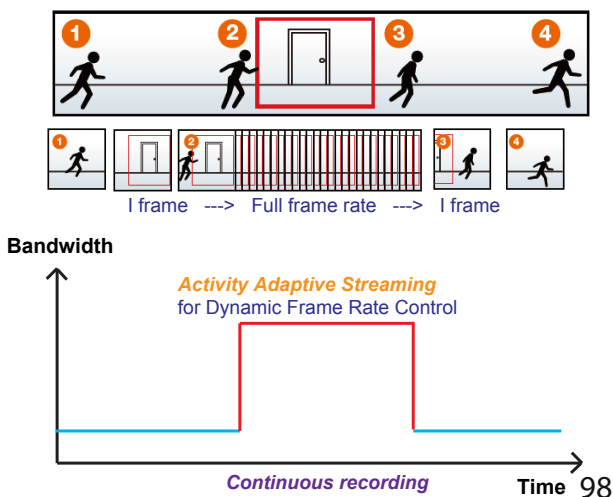 1 2 3 4
1 2 3 4
I frame ---> Full frame rate ---> I frame
Bandwidth
Activity Adaptive Streaming
for Dynamic Frame Rate Control
Continuous recording
Time 98